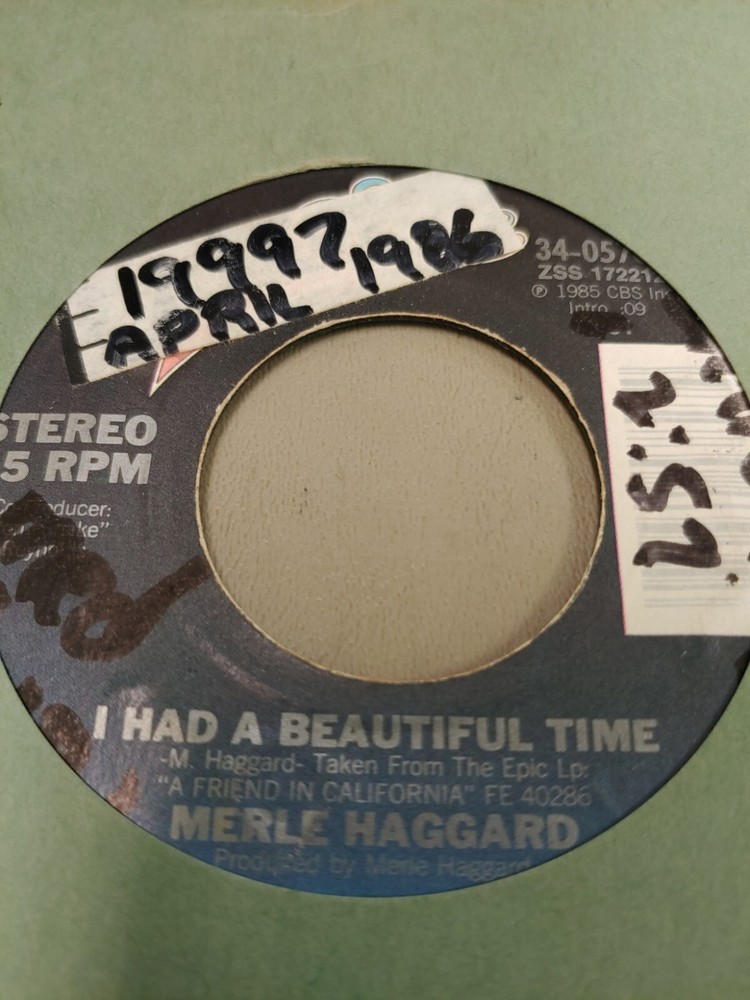 19997
APRIL 1986
34-057
ZSS 17221
℗ 1985 CBS In
Intro :09
STEREO
5 RPM
2:57
I HAD A BEAUTIFUL TIME
-M. Haggard- Taken From The Epic Lp:
"A FRIEND IN CALIFORNIA" FE 40286
MERLE HAGGARD
Produced by Merle Haggard